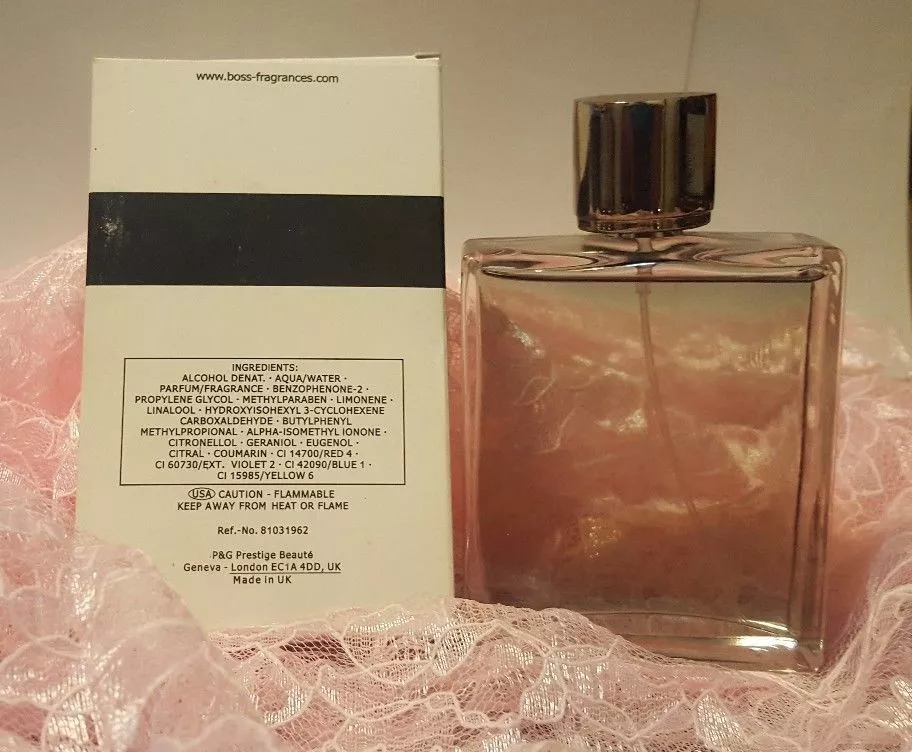 www.boss-fragrances.com
INGREDIENTS:
ALCOHOL DENAT. · AQUA/WATER ·
PARFUM/FRAGRANCE · BENZOPHENONE-2 ·
PROPYLENE GLYCOL · METHYLPARABEN · LIMONENE ·
LINALOOL · HYDROXYISOHEXYL 3-CYCLOHEXENE
CARBOXALDEHYDE · BUTYLPHENYL
METHYLPROPIONAL · ALPHA-ISOMETHYL IONONE ·
CITRONELLOL · GERANIOL · EUGENOL ·
CITRAL · COUMARIN · CI 14700/RED 4 ·
CI 60730/EXT. VIOLET 2 · CI 42090/BLUE 1 ·
CI 15985/YELLOW 6
USA CAUTION - FLAMMABLE
KEEP AWAY FROM HEAT OR FLAME
Ref.-No. 81031962
P&G Prestige Beauté
Geneva - London EC1A 4DD, UK
Made in UK